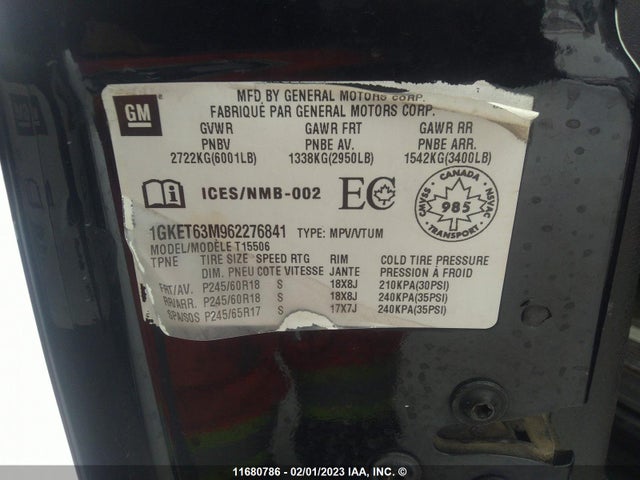 MFD BY GENERAL MOTORS CORP.
FABRIQUÉ PAR GENERAL MOTORS CORP.
GM
GVWR GAWR FRT GAWR RR
PNBV PNBE AV. PNBE ARR.
2722KG(6001LB) 1338KG(2950LB) 1542KG(3400LB)
ICES/NMB-002 EC
CANADA
CMVSS 985 NSVAC
TRANSPORT
1GKET63M962276841 TYPE: MPV/VTUM
MODEL/MODÈLE T15506
TPNE TIRE SIZE SPEED RTG RIM COLD TIRE PRESSURE
DIM. PNEU COTE VITESSE JANTE PRESSION À FROID
FRT/AV. P245/60R18 S 18X8J 210KPA(30PSI)
RR/ARR. P245/60R18 S 18X8J 240KPA(35PSI)
SPA/SOS P245/65R17 S 17X7J 240KPA(35PSI)
11680786 - 02/01/2023 IAA, Inc. ©